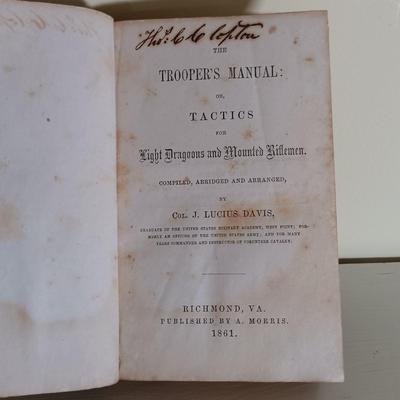 Thos. C Clopton
THE
TROOPER'S MANUAL:
OR,
TACTICS
FOR
Light Dragoons and Mounted Riflemen.
COMPILED, ABRIDGED AND ARRANGED,
BY
COL. J. LUCIUS DAVIS,
GRADUATE OF THE UNITED STATES MILITARY ACADEMY, WEST POINT; FOR-
MERLY AN OFFICER OF THE UNITED STATES ARMY; AND FOR MANY
YEARS COMMANDER AND INSTRUCTOR OF VOLUNTEER CAVALRY.
RICHMOND, VA.
PUBLISHED BY A. MORRIS.
1861.